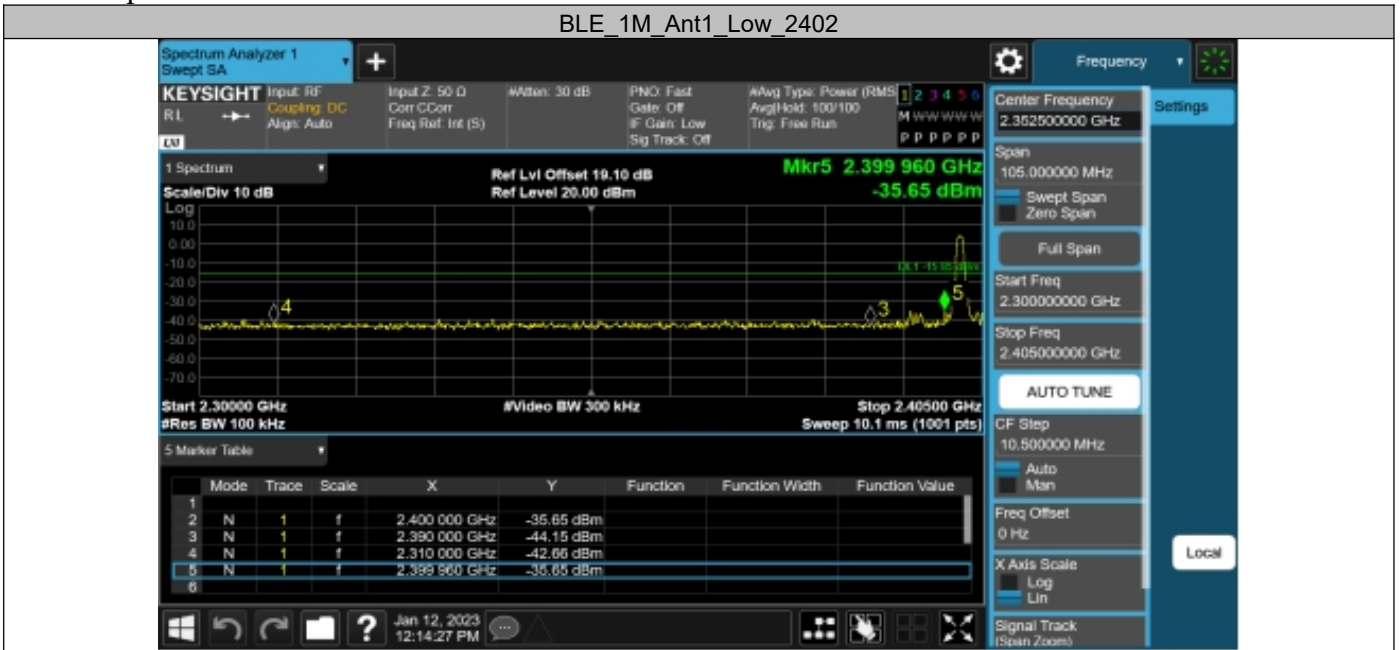 BLE_1M_Ant1_Low_2402
Spectrum Analyzer 1
Swept SA
Frequency
KEYSIGHT
RL
LXI
Input: RF
Coupling: DC
Align: Auto
Input Z: 50 Ω
Corr CCorr
Freq Ref: Int (S)
#Atten: 30 dB
PNO: Fast
Gate: Off
IF Gain: Low
Sig Track: Off
#Avg Type: Power (RMS
Avg|Hold: 100/100
Trig: Free Run
1 2 3 4 5 6
M W W W W W
P P P P P P
Center Frequency
2.352500000 GHz
Settings
Span
105.000000 MHz
Swept Span
Zero Span
Full Span
Start Freq
2.300000000 GHz
Stop Freq
2.405000000 GHz
AUTO TUNE
CF Step
10.500000 MHz
Auto
Man
Freq Offset
0 Hz
X Axis Scale
Log
Lin
Signal Track
(Span Zoom)
Local
1 Spectrum
Scale/Div 10 dB
Ref Lvl Offset 19.10 dB
Ref Level 20.00 dBm
Mkr5 2.399 960 GHz
-35.65 dBm
Log
10.0
0.00
-10.0
-20.0
-30.0
-40.0
-50.0
-60.0
-70.0
DL1 -15.85 dBm
4
3
5
Start 2.30000 GHz
#Res BW 100 kHz
#Video BW 300 kHz
Stop 2.40500 GHz
Sweep 10.1 ms (1001 pts)
5 Marker Table
Mode Trace Scale X Y Function Function Width Function Value
1
2 N 1 f 2.400 000 GHz -35.65 dBm
3 N 1 f 2.390 000 GHz -44.15 dBm
4 N 1 f 2.310 000 GHz -42.66 dBm
5 N 1 f 2.399 960 GHz -35.65 dBm
6
?
Jan 12, 2023
12:14:27 PM